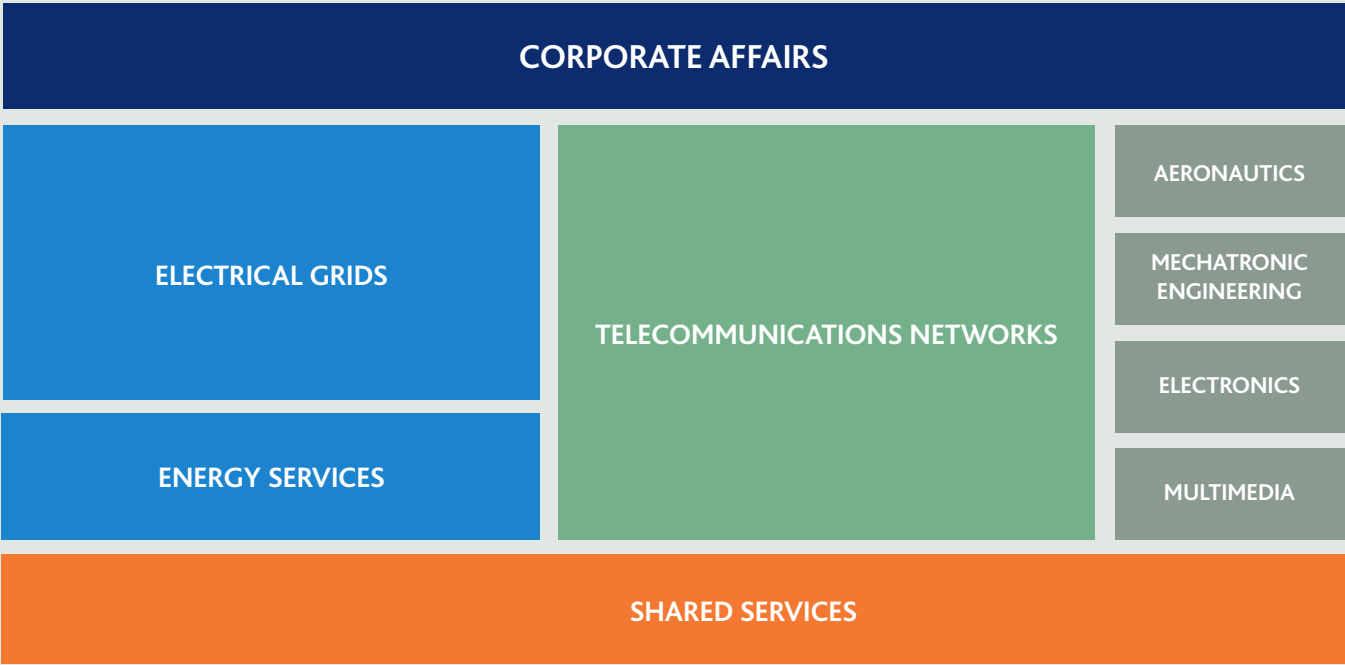 CORPORATE AFFAIRS
ELECTRICAL GRIDS
ENERGY SERVICES
TELECOMMUNICATIONS NETWORKS
AERONAUTICS
MECHATRONIC
ENGINEERING
ELECTRONICS
MULTIMEDIA
SHARED SERVICES